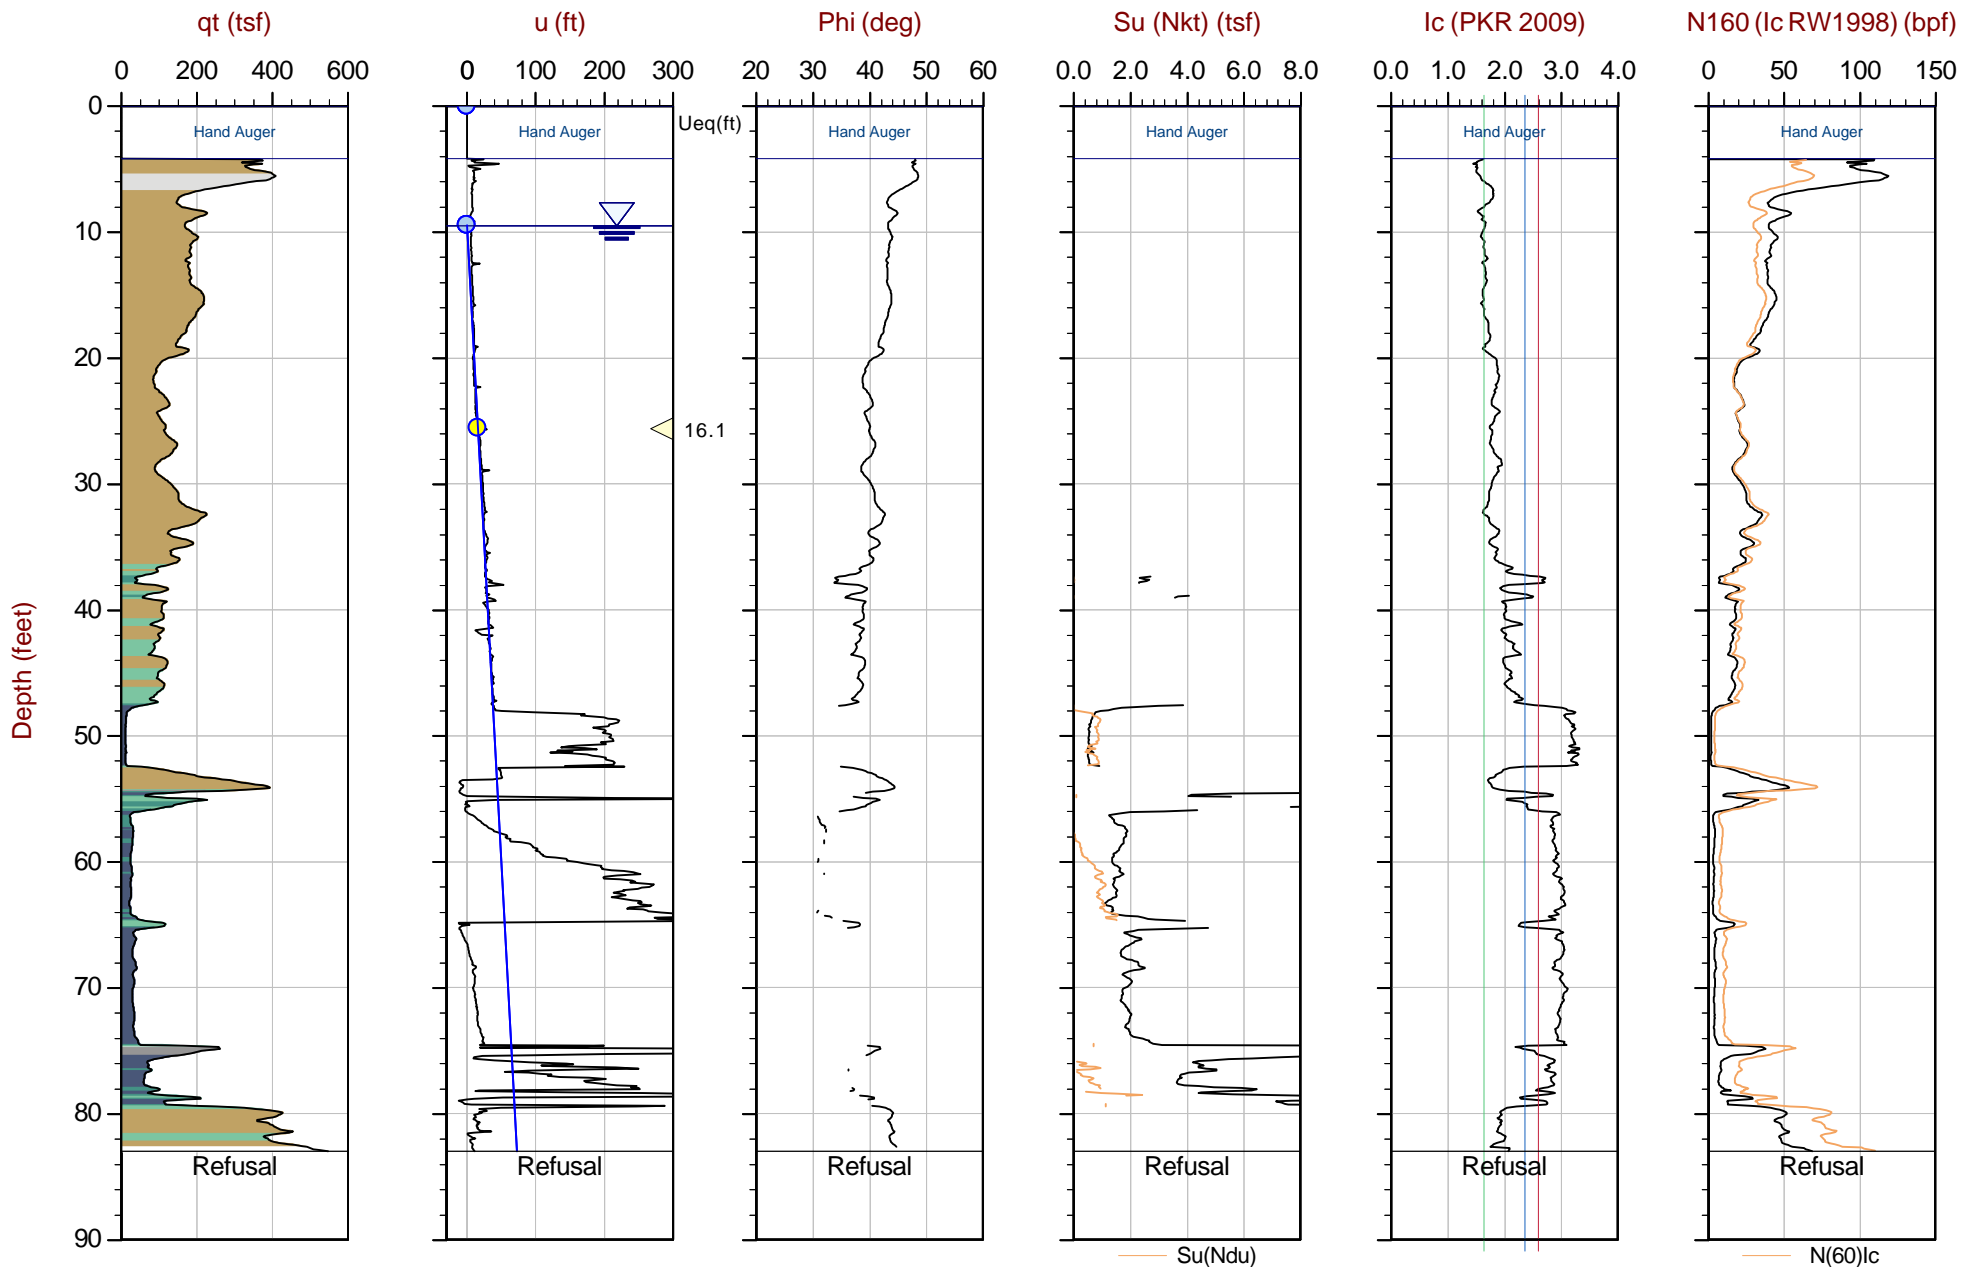 qt (tsf) u (ft) Phi (deg) Su (Nkt) (tsf) Ic (PKR 2009) N160 (Ic RW1998) (bpf)
0 200 400 600 0 100 200 300 20 30 40 50 60 0.0 2.0 4.0 6.0 8.0 0.0 1.0 2.0 3.0 4.0 0 50 100 150
0
Hand Auger Hand Auger Ueq(ft) Hand Auger Hand Auger Hand Auger Hand Auger
10
20
16.1
30
40
50
60
70
80
Refusal Refusal Refusal Refusal Refusal Refusal
90
Depth (feet)
Su(Ndu) N(60)Ic